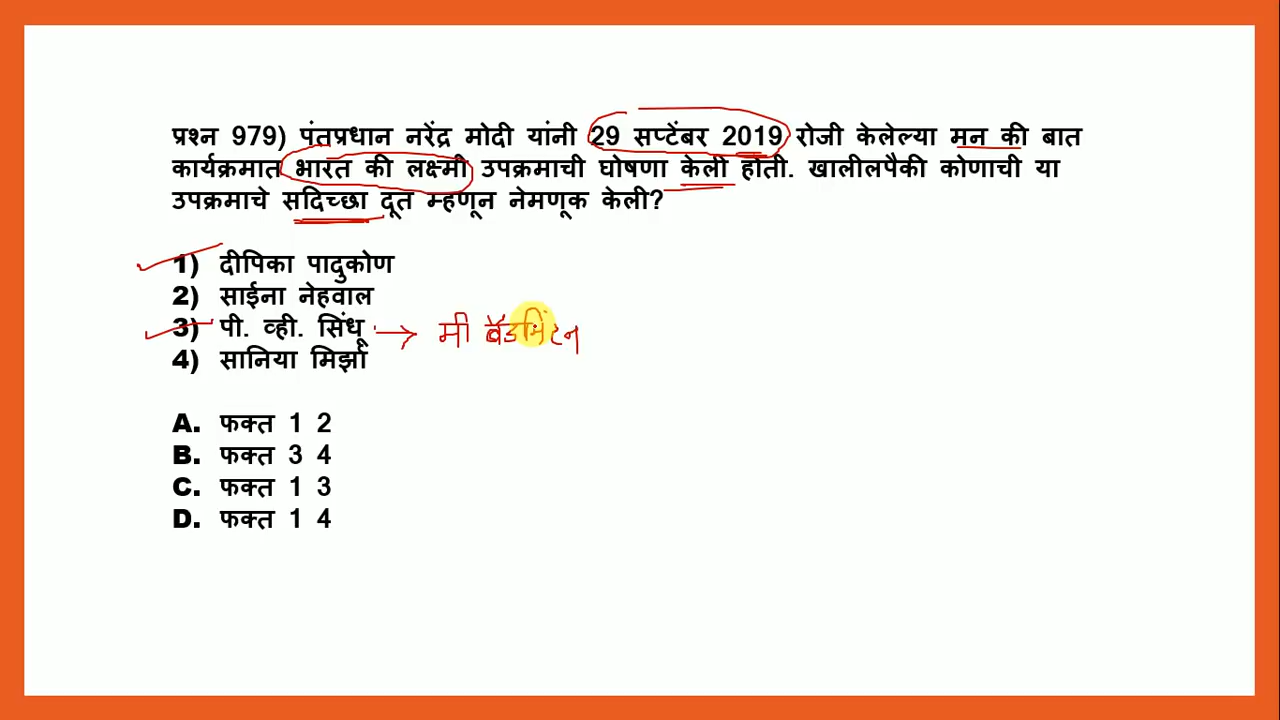 प्रश्न 979) पंतप्रधान नरेंद्र मोदी यांनी 29 सप्टेंबर 2019 रोजी केलेल्या मन की बात
कार्यक्रमात भारत की लक्ष्मी उपक्रमाची घोषणा केली होती. खालीलपैकी कोणाची या
उपक्रमाचे सदिच्छा दूत म्हणून नेमणूक केली?
1) दीपिका पादुकोण
2) साईना नेहवाल
3) पी. व्ही. सिंधू → मी बॅडमिंटन
4) सानिया मिर्झा
A. फक्त 1 2
B. फक्त 3 4
C. फक्त 1 3
D. फक्त 1 4